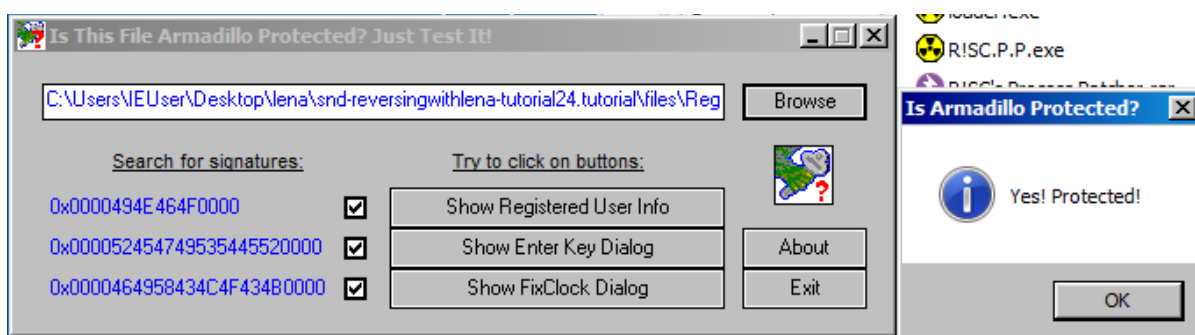 Is This File Armadillo Protected? Just Test It!
C:\Users\IEUser\Desktop\lena\snd-reversingwithlena-tutorial24.tutorial\files\Reg
Browse
Search for signatures:
Try to click on buttons:
0x0000494E464F0000
Show Registered User Info
0x00005245474953544552 0000
Show Enter Key Dialog
About
0x0000464958434C4F434B0000
Show FixClock Dialog
Exit
R!SC.P.P.exe
Is Armadillo Protected?
Yes! Protected!
OK